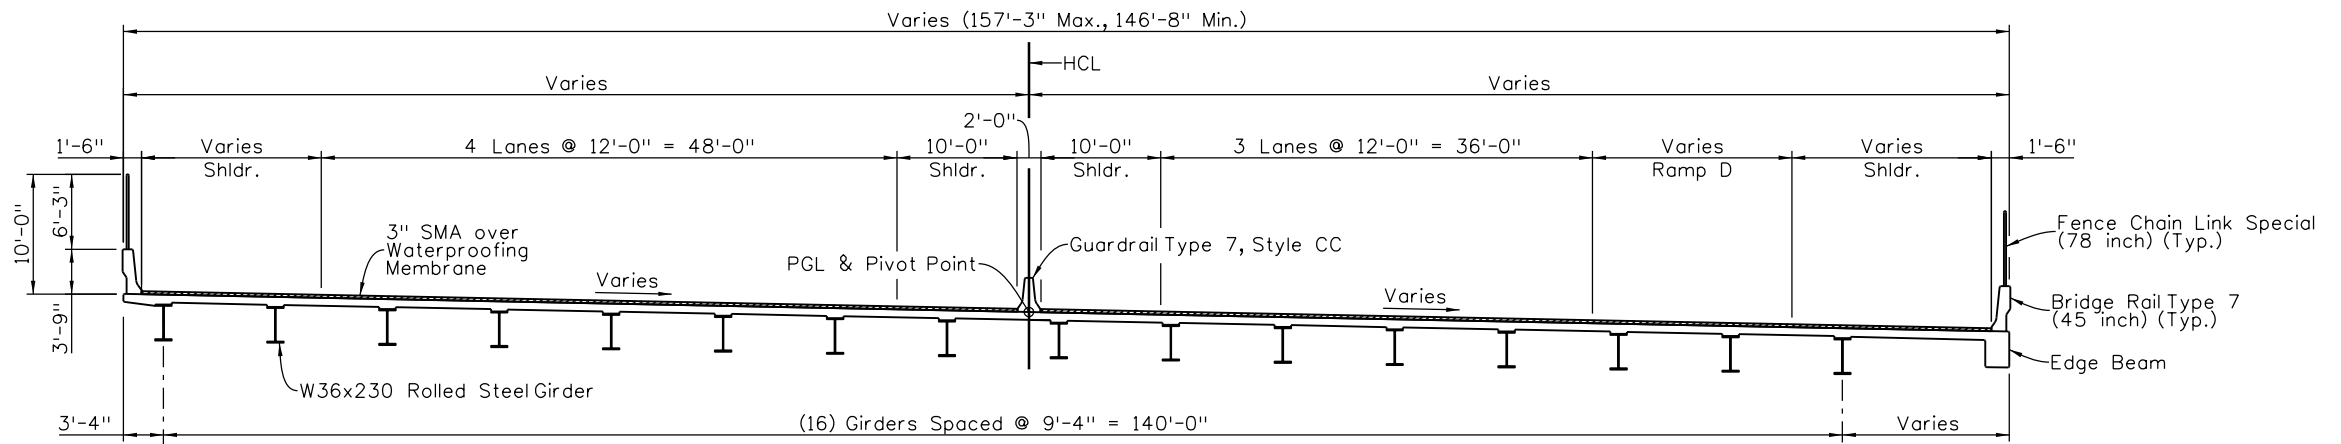 Varies (157'-3" Max., 146'-8" Min.)
HCL
Varies
Varies
2'-0"
1'-6"
Varies
Shldr.
4 Lanes @ 12'-0" = 48'-0"
10'-0"
Shldr.
10'-0"
Shldr.
3 Lanes @ 12'-0" = 36'-0"
Varies
Ramp D
Varies
Shldr.
1'-6"
10'-0"
6'-3"
3'-9"
3" SMA over
Waterproofing
Membrane
Varies
PGL & Pivot Point
Guardrail Type 7, Style CC
Varies
Fence Chain Link Special
(78 inch) (Typ.)
Bridge Rail Type 7
(45 inch) (Typ.)
Edge Beam
W36x230 Rolled Steel Girder
3'-4"
(16) Girders Spaced @ 9'-4" = 140'-0"
Varies